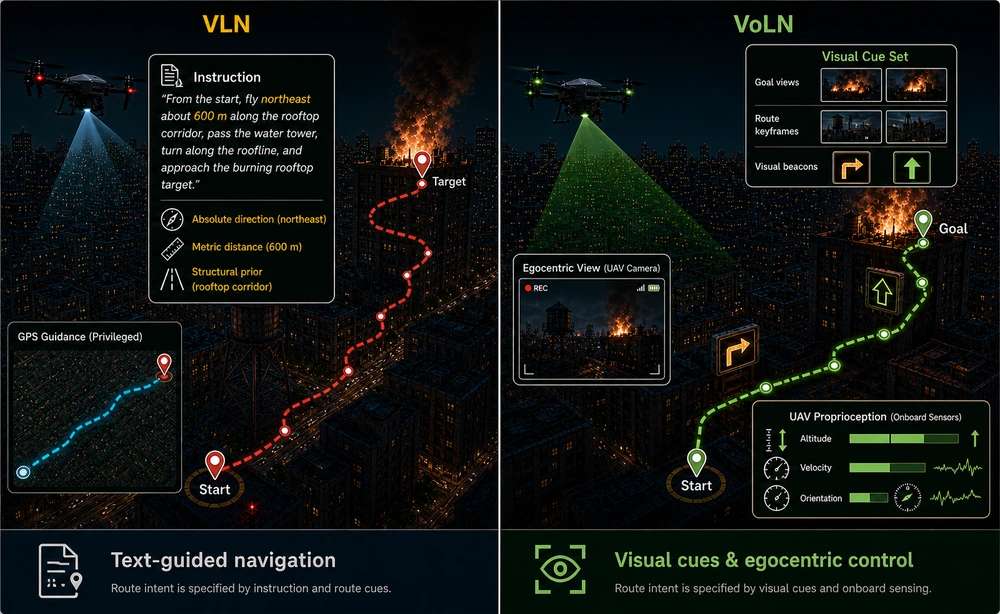 VLN
Instruction
“From the start, fly northeast
about 600 m along the rooftop
corridor, pass the water tower,
turn along the roofline, and
approach the burning rooftop
target.”
Absolute direction (northeast)
Metric distance (600 m)
Structural prior
(rooftop corridor)
Target
GPS Guidance (Privileged)
Start
Text-guided navigation
Route intent is specified by instruction and route cues.
VoLN
Visual Cue Set
Goal views
Route
keyframes
Visual beacons
Goal
Egocentric View (UAV Camera)
REC
UAV Proprioception (Onboard Sensors)
Altitude
Velocity
Orientation
Start
Visual cues & egocentric control
Route intent is specified by visual cues and onboard sensing.